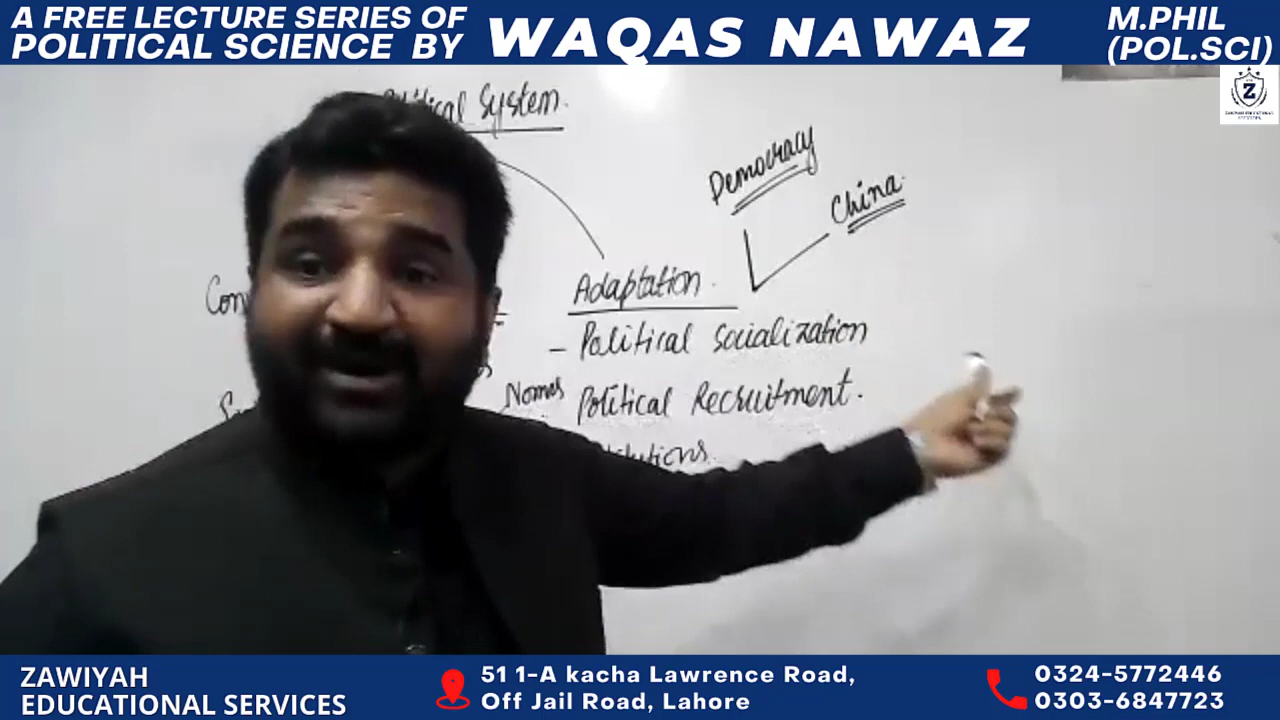 A FREE LECTURE SERIES OF
POLITICAL SCIENCE BY
WAQAS NAWAZ
M.PHIL
(POL.SCI)
Z
System.
Democracy
China.
Adaptation.
- Political Socialization
Norms Political Recruitment.
ZAWIYAH
EDUCATIONAL SERVICES
51 1-A kacha Lawrence Road,
Off Jail Road, Lahore
0324-5772446
0303-6847723